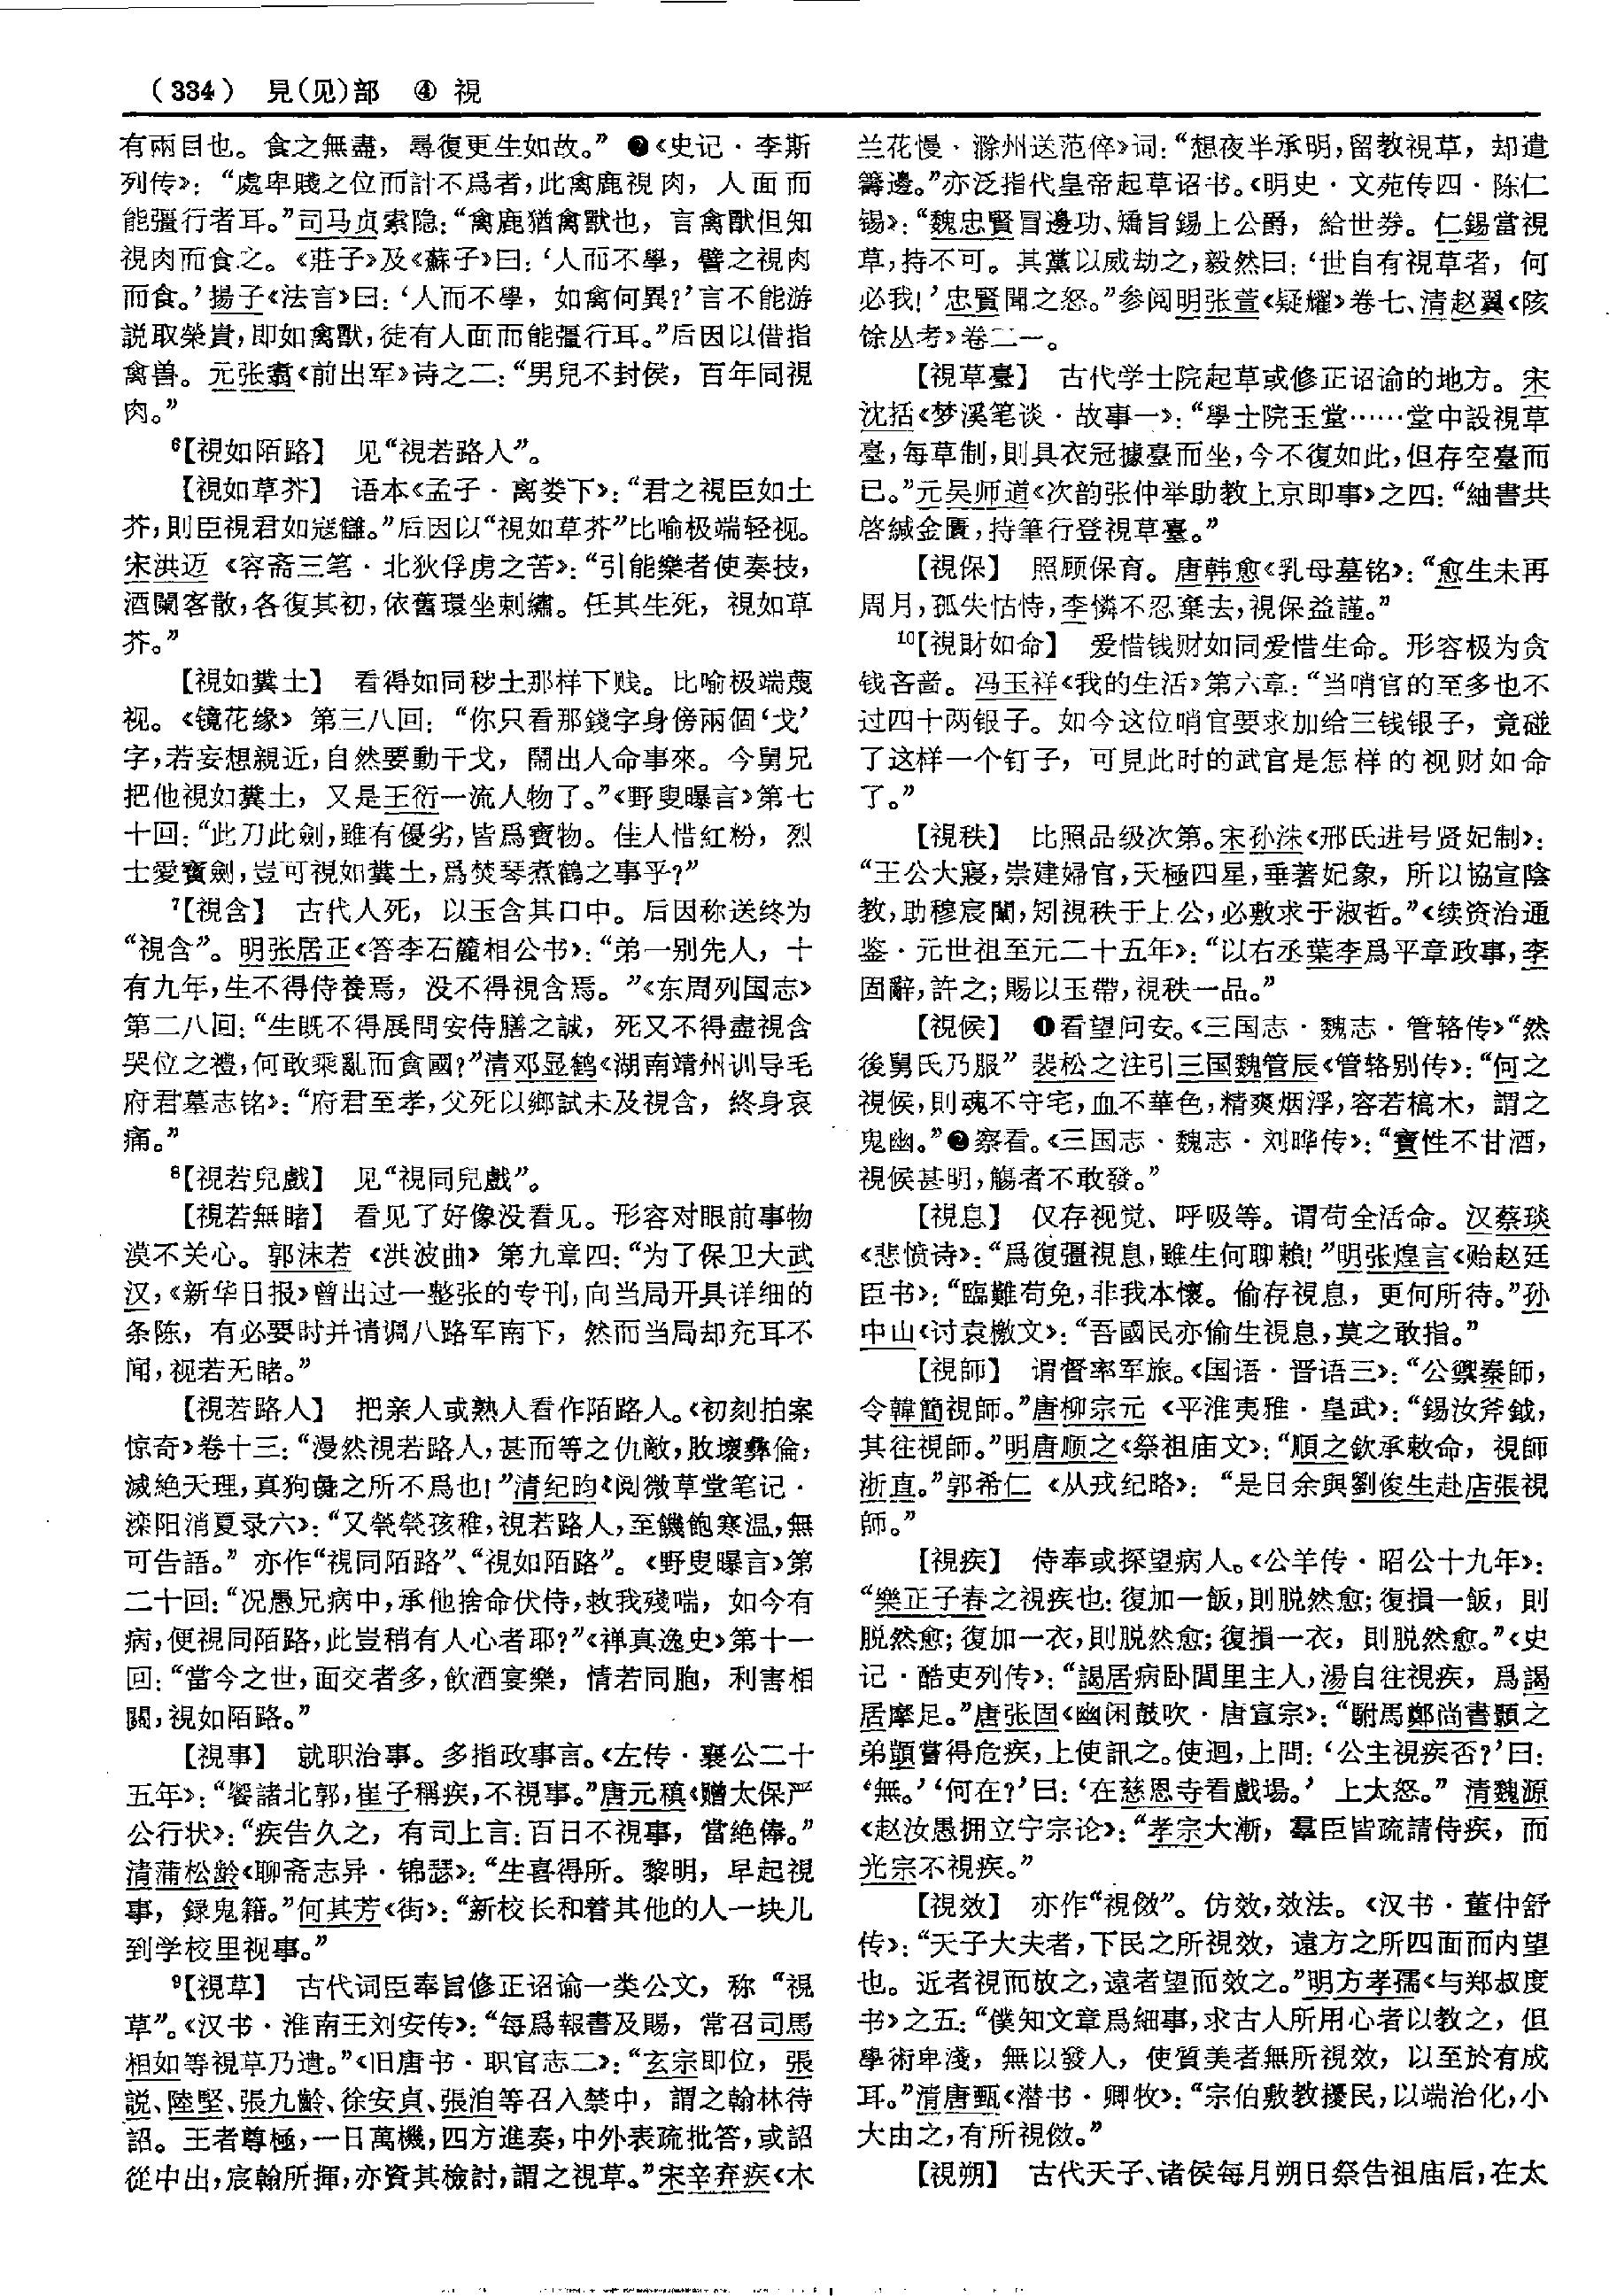 （334） 見（见）部 ④ 視
有兩目也。食之無盡，尋復更生如故。” ❷《史记·李斯
列传》：“處卑賤之位而計不爲者，此禽鹿視肉，人面而
能彊行者耳。”司马贞索隐：“禽鹿猶禽獸也，言禽獸但知
視肉而食之。《莊子》及《蘇子》曰：‘人而不學，譬之視肉
而食。’揚子《法言》曰：‘人而不學，如禽何異？’言不能游
説取榮貴，即如禽獸，徒有人面而能彊行耳。”后因以借指
禽兽。元张翥《前出军》诗之二：“男兒不封侯，百年同視
肉。”
⁶【視如陌路】 见“視若路人”。
【視如草芥】 语本《孟子·离娄下》：“君之視臣如土
芥，則臣視君如寇讎。”后因以“視如草芥”比喻极端轻视。
宋洪迈《容斋三笔·北狄俘虏之苦》：“引能樂者使奏技，
酒闌客散，各復其初，依舊環坐刺繡。任其生死，視如草
芥。”
【視如糞土】 看得如同秽土那样下贱。比喻极端蔑
视。《镜花缘》第三八回：“你只看那錢字身傍兩個‘戈’
字，若妄想親近，自然要動干戈，鬧出人命事來。今舅兄
把他視如糞土，又是王衍一流人物了。”《野叟曝言》第七
十回：“此刀此劍，雖有優劣，皆爲寶物。佳人惜紅粉，烈
士愛寶劍，豈可視如糞土，爲焚琴煮鶴之事乎？”
⁷【視含】 古代人死，以玉含其口中。后因称送终为
“視含”。明张居正《答李石麓相公书》：“弟一别先人，十
有九年，生不得侍養焉，没不得視含焉。”《东周列国志》
第二八回：“生既不得展問安侍膳之誠，死又不得盡視含
哭位之禮，何敢乘亂而貪國？”清邓显鹤《湖南靖州训导毛
府君墓志铭》：“府君至孝，父死以鄉試未及視含，終身哀
痛。”
⁸【視若兒戲】 见“視同兒戲”。
【視若無睹】 看见了好像没看见。形容对眼前事物
漠不关心。郭沫若《洪波曲》第九章四：“为了保卫大武
汉，《新华日报》曾出过一整张的专刊，向当局开具详细的
条陈，有必要时并请调八路军南下，然而当局却充耳不
闻，视若无睹。”
【視若路人】 把亲人或熟人看作陌路人。《初刻拍案
惊奇》卷十三：“漫然視若路人，甚而等之仇敵，敗壞彝倫，
滅絶天理，真狗彘之所不爲也！”清纪昀《阅微草堂笔记·
滦阳消夏录六》：“又煢煢孩稚，視若路人，至饑飽寒温，無
可告語。”亦作“視同陌路”、“視如陌路”。《野叟曝言》第
二十回：“况愚兄病中，承他捨命伏侍，救我殘喘，如今有
病，便視同陌路，此豈稍有人心者耶？”《禅真逸史》第十一
回：“當今之世，面交者多，飲酒宴樂，情若同胞，利害相
關，視如陌路。”
【視事】 就职治事。多指政事言。《左传·襄公二十
五年》：“饗諸北郭，崔子稱疾，不視事。”唐元稹《赠太保严
公行状》：“疾告久之，有司上言：百日不視事，當絶俸。”
清蒲松龄《聊斋志异·锦瑟》：“生喜得所。黎明，早起視
事，録鬼籍。”何其芳《街》：“新校长和着其他的人一块儿
到学校里视事。”
⁹【視草】 古代词臣奉旨修正诏谕一类公文，称“視
草”。《汉书·淮南王刘安传》：“每爲報書及賜，常召司馬
相如等視草乃遣。”《旧唐书·职官志二》：“玄宗即位，張
説、陸堅、張九齡、徐安貞、張洎等召入禁中，謂之翰林待
詔。王者尊極，一日萬機，四方進奏，中外表疏批答，或詔
從中出，宸翰所揮，亦資其檢討，謂之視草。”宋辛弃疾《木
兰花慢·滁州送范倅》词：“想夜半承明，留教視草，却遣
籌邊。”亦泛指代皇帝起草诏书。《明史·文苑传四·陈仁
锡》：“魏忠賢冒邊功、矯旨錫上公爵，給世券。仁錫當視
草，持不可。其黨以威劫之，毅然曰：‘世自有視草者，何
必我！’忠賢聞之怒。”参阅明张萱《疑耀》卷七、清赵翼《陔
馀丛考》卷二一。
【視草臺】 古代学士院起草或修正诏谕的地方。宋
沈括《梦溪笔谈·故事一》：“學士院玉堂……堂中設視草
臺，每草制，則具衣冠據臺而坐，今不復如此，但存空臺而
已。”元吴师道《次韵张仲举助教上京即事》之四：“紬書共
啓緘金匱，持筆行登視草臺。”
【視保】 照顾保育。唐韩愈《乳母墓铭》：“愈生未再
周月，孤失怙恃，李憐不忍棄去，視保益謹。”
¹⁰【視財如命】 爱惜钱财如同爱惜生命。形容极为贪
钱吝啬。冯玉祥《我的生活》第六章：“当哨官的至多也不
过四十两银子。如今这位哨官要求加给三钱银子，竟碰
了这样一个钉子，可見此时的武官是怎样的视财如命
了。”
【視秩】 比照品级次第。宋孙洙《邢氏进号贤妃制》：
“王公大寢，崇建婦官，天極四星，垂著妃象，所以協宣陰
教，助穆宸闈，矧視秩于上公，必敷求于淑哲。”《续资治通
鉴·元世祖至元二十五年》：“以右丞葉李爲平章政事，李
固辭，許之；賜以玉帶，視秩一品。”
【視候】 ❶看望问安。《三国志·魏志·管辂传》“然
後舅氏乃服”裴松之注引三国魏管辰《管辂别传》：“何之
視候，則魂不守宅，血不華色，精爽烟浮，容若槁木，謂之
鬼幽。”❷察看。《三国志·魏志·刘晔传》：“寶性不甘酒，
視候甚明，觴者不敢發。”
【視息】 仅存视觉、呼吸等。谓苟全活命。汉蔡琰
《悲愤诗》：“爲復彊視息，雖生何聊賴！”明张煌言《贻赵廷
臣书》：“臨難苟免，非我本懷。偷存視息，更何所待。”孙
中山《讨袁檄文》：“吾國民亦偷生視息，莫之敢指。”
【視師】 谓督率军旅。《国语·晋语三》：“公禦秦師，
令韓簡視師。”唐柳宗元《平淮夷雅·皇武》：“錫汝斧鉞，
其往視師。”明唐顺之《祭祖庙文》：“順之欽承敕命，視師
浙直。”郭希仁《从戎纪略》：“是日余與劉俊生赴店張視
師。”
【視疾】 侍奉或探望病人。《公羊传·昭公十九年》：
“樂正子春之視疾也：復加一飯，則脱然愈；復損一飯，則
脱然愈；復加一衣，則脱然愈；復損一衣，則脱然愈。”《史
记·酷吏列传》：“謁居病卧閭里主人，湯自往視疾，爲謁
居摩足。”唐张固《幽闲鼓吹·唐宣宗》：“駙馬鄭尚書顥之
弟顗嘗得危疾，上使訊之。使迴，上問：‘公主視疾否？’曰：
‘無。’‘何在？’曰：‘在慈恩寺看戲場。’上大怒。”清魏源
《赵汝愚拥立宁宗论》：“孝宗大漸，羣臣皆疏請侍疾，而
光宗不視疾。”
【視效】 亦作“視傚”。仿效，效法。《汉书·董仲舒
传》：“天子大夫者，下民之所視效，遠方之所四面而内望
也。近者視而放之，遠者望而效之。”明方孝孺《与郑叔度
书》之五：“僕知文章爲細事，求古人所用心者以教之，但
學術卑淺，無以發人，使質美者無所視效，以至於有成
耳。”清唐甄《潜书·卿牧》：“宗伯敷教擾民，以端治化，小
大由之，有所視傚。”
【視朔】 古代天子、诸侯每月朔日祭告祖庙后，在太